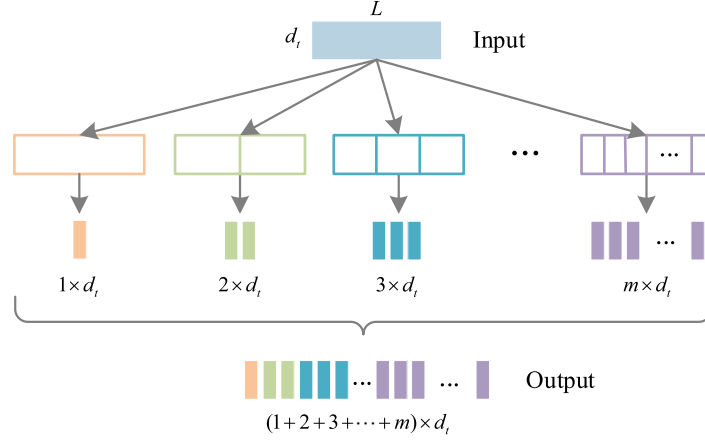 L
d_t Input
...
...
...
1 × d_t 2 × d_t 3 × d_t m × d_t
... ... Output
(1+2+3+⋯+m)×d_t